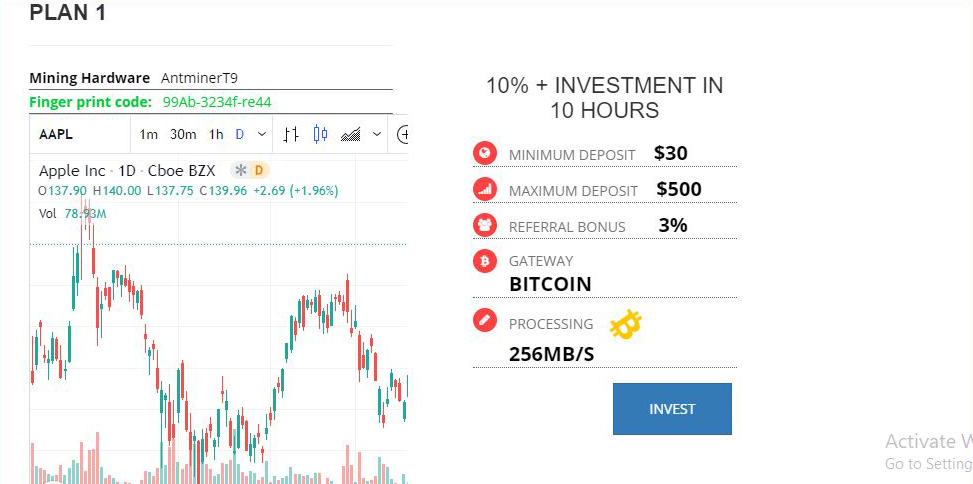 PLAN 1
Mining Hardware AntminerT9
Finger print code: 99Ab-3234f-re44
AAPL 1m 30m 1h D
Apple Inc · 1D · Cboe BZX D
O137.90 H140.00 L137.75 C139.96 +2.69 (+1.96%)
Vol 78.93M
10% + INVESTMENT IN
10 HOURS
MINIMUM DEPOSIT $30
MAXIMUM DEPOSIT $500
REFERRAL BONUS 3%
GATEWAY
BITCOIN
PROCESSING
256MB/S
INVEST
Activate W
Go to Setting